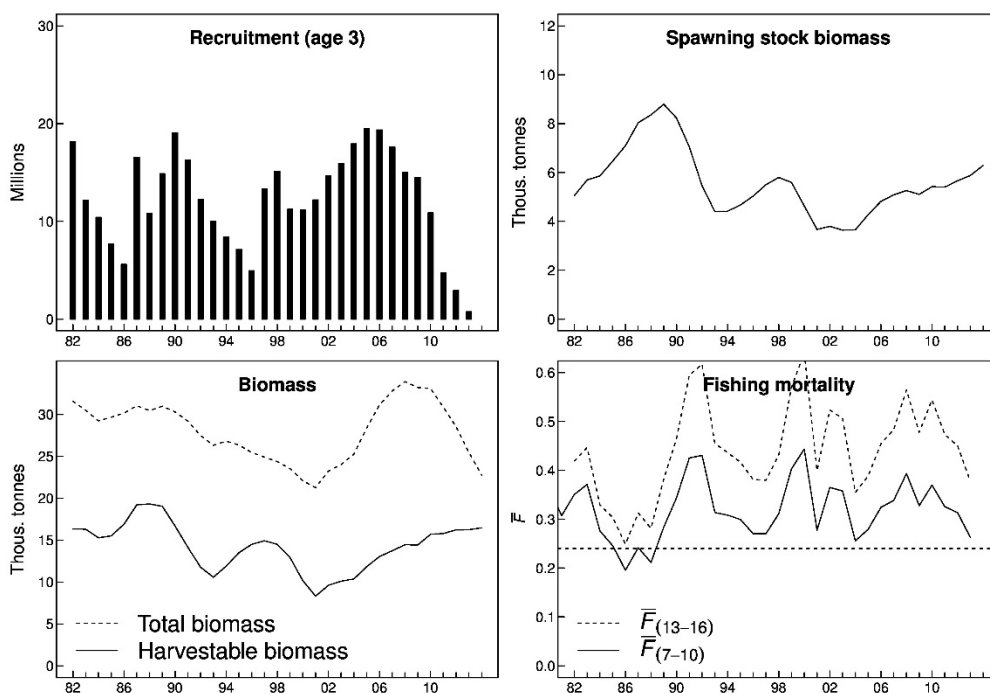 Recruitment (age 3)
Millions
30
20
10
0
82 86 90 94 98 02 06 10
Spawning stock biomass
Thous. tonnes
12
10
8
6
4
2
0
82 86 90 94 98 02 06 10
Biomass
Thous. tonnes
30
25
20
15
10
5
0
Total biomass
Harvestable biomass
82 86 90 94 98 02 06 10
Fishing mortality
F̅
0.6
0.5
0.4
0.3
0.2
0.1
0.0
F̅(13–16)
F̅(7–10)
82 86 90 94 98 02 06 10